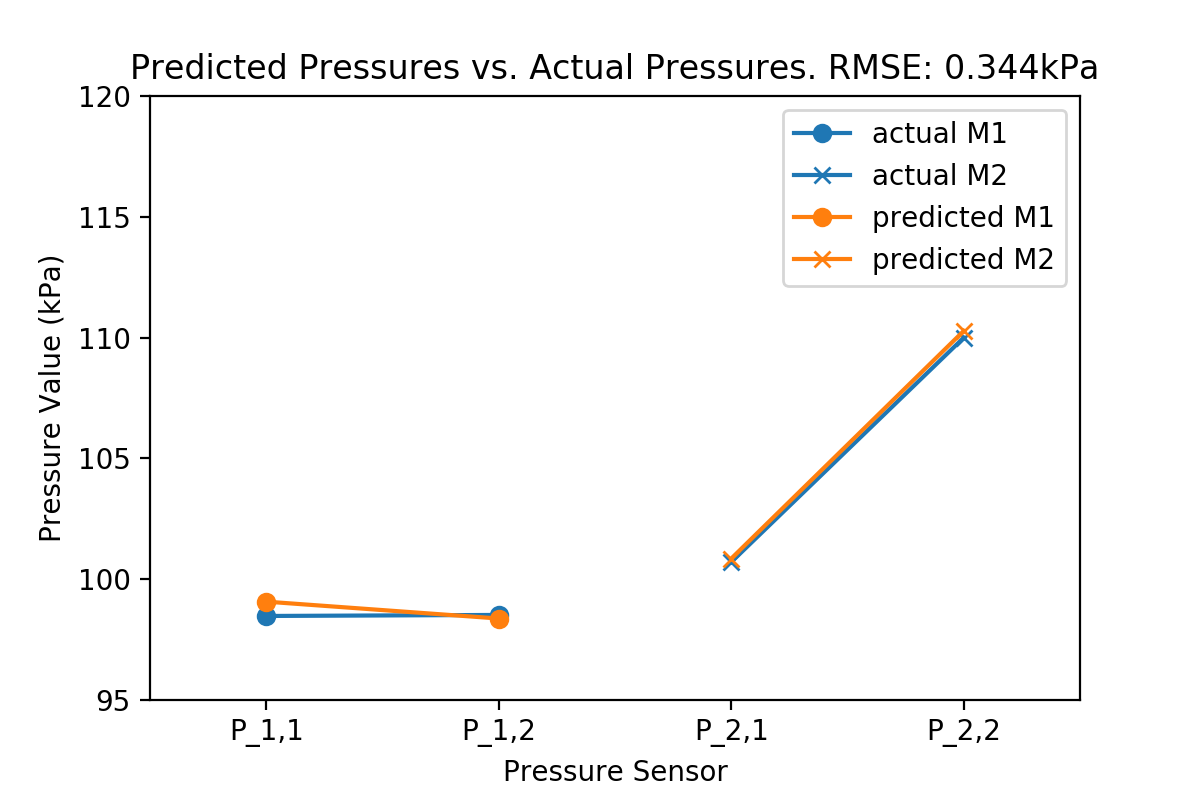 Predicted Pressures vs. Actual Pressures. RMSE: 0.344kPa
120
115
110
105
100
95
Pressure Value (kPa)
actual M1
actual M2
predicted M1
predicted M2
P_1,1 P_1,2 P_2,1 P_2,2
Pressure Sensor